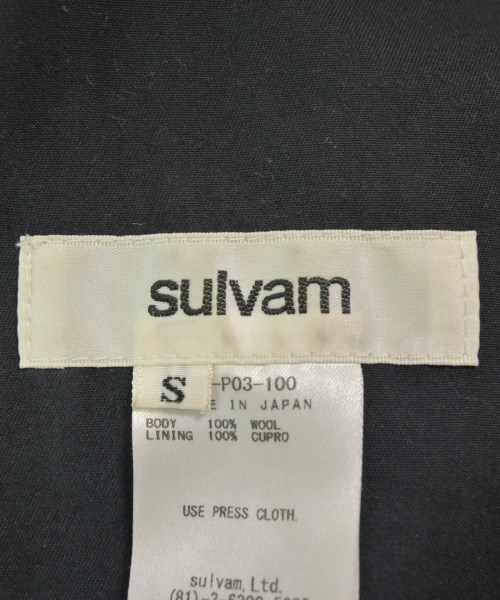 sulvam
S
-P03-100
E IN JAPAN
BODY 100% WOOL
LINING 100% CUPRO
USE PRESS CLOTH.
sulvam, Ltd.